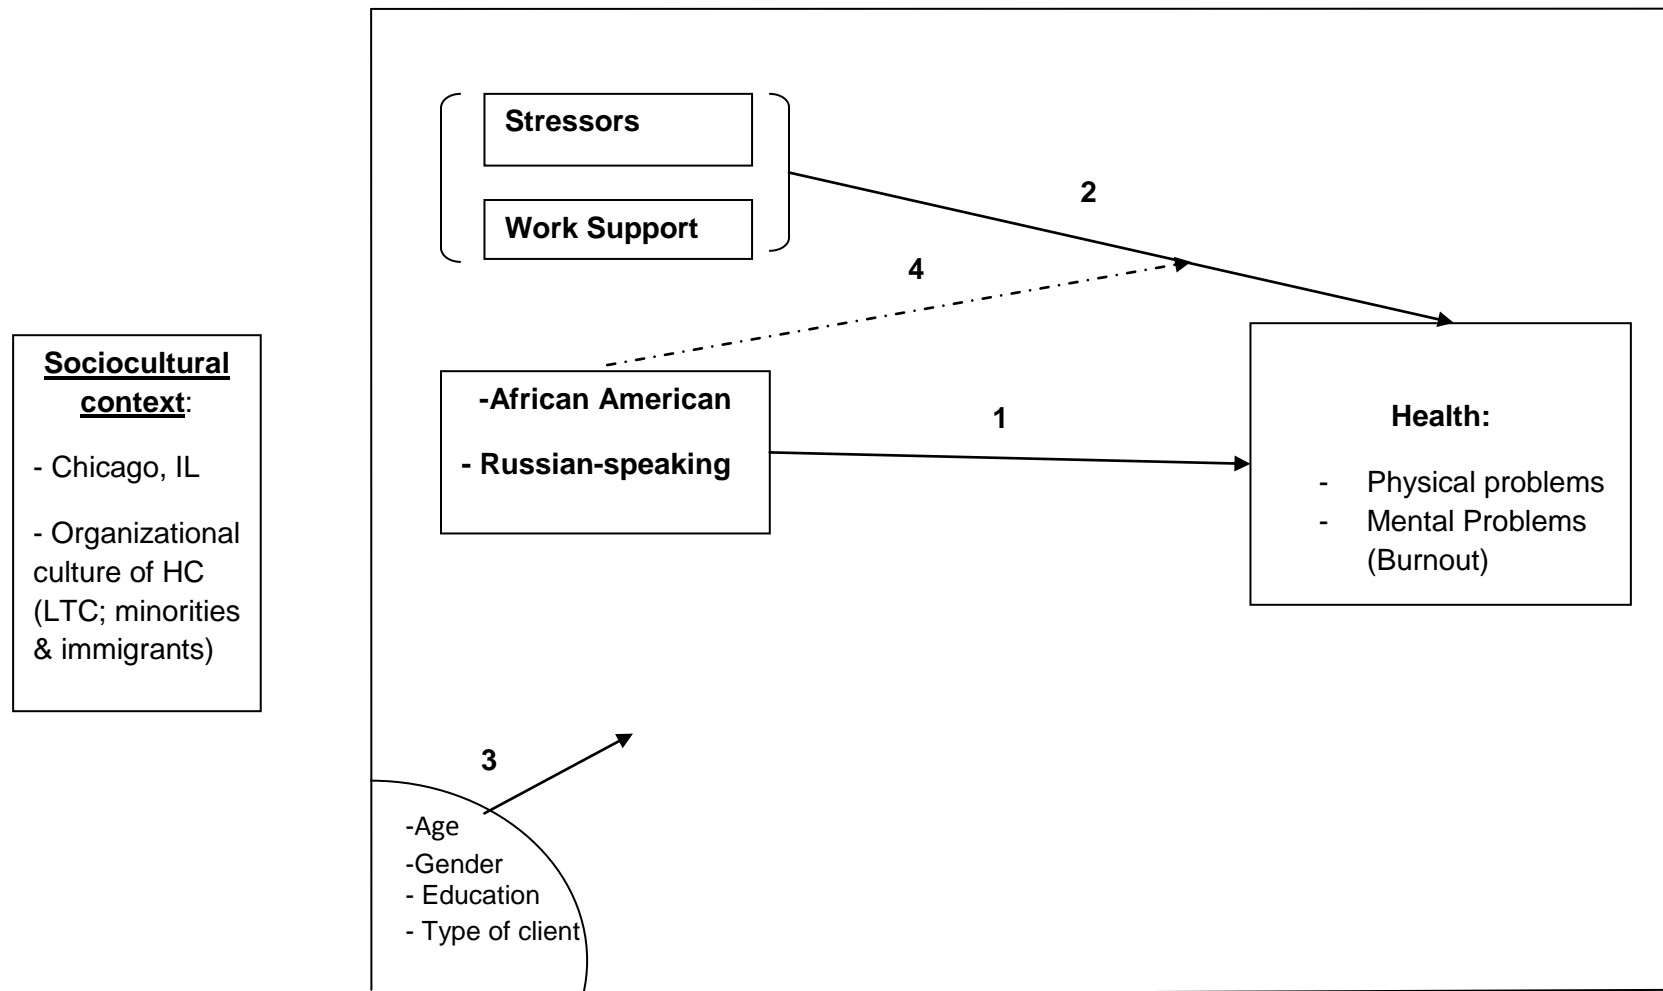 Sociocultural
context:
- Chicago, IL
- Organizational
culture of HC
(LTC; minorities
& immigrants)
Stressors
Work Support
2
4
-African American
- Russian-speaking
1
Health:
- Physical problems
- Mental Problems
(Burnout)
3
-Age
-Gender
- Education
- Type of client